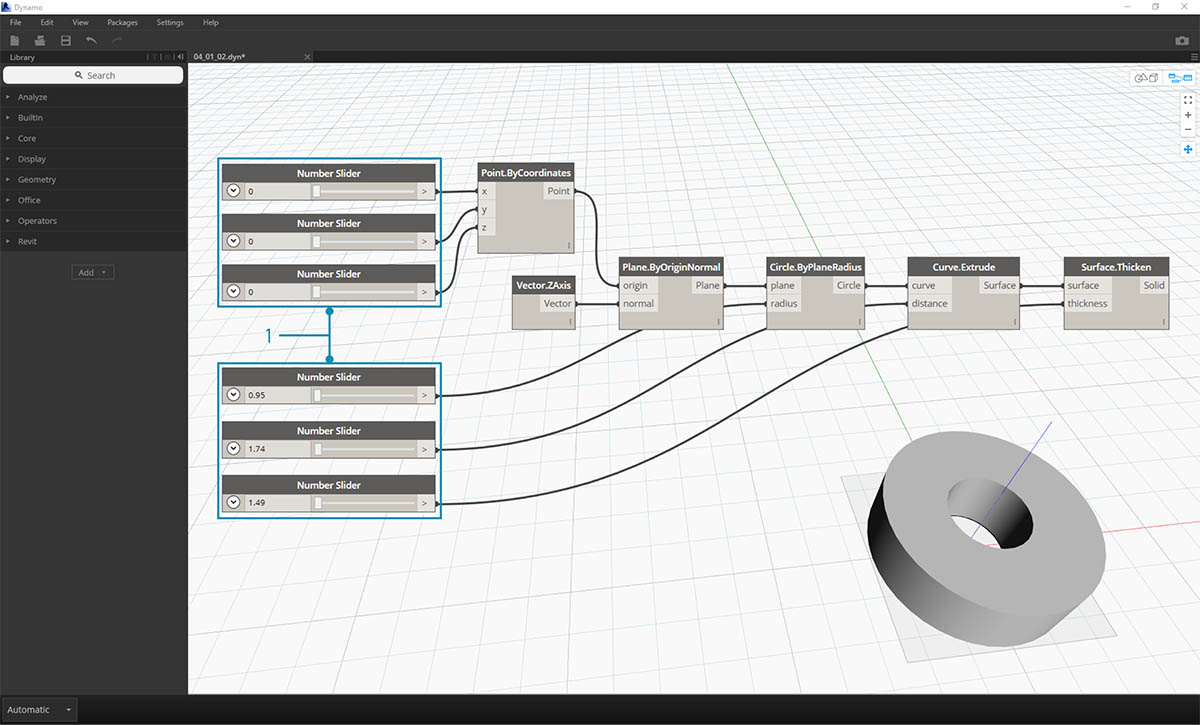 Dynamo
File Edit View Packages Settings Help
Library
04_01_02.dyn*
Search
Analyze
BuiltIn
Core
Display
Geometry
Office
Operators
Revit
Add
Number Slider
0 >
Number Slider
0 >
Number Slider
0 >
1
Number Slider
0.95 >
Number Slider
1.74 >
Number Slider
1.49 >
Point.ByCoordinates
x Point
y
z
Vector.ZAxis
Vector
Plane.ByOriginNormal
origin Plane
normal
Circle.ByPlaneRadius
plane Circle
radius
Curve.Extrude
curve Surface
distance
Surface.Thicken
surface Solid
thickness
Automatic